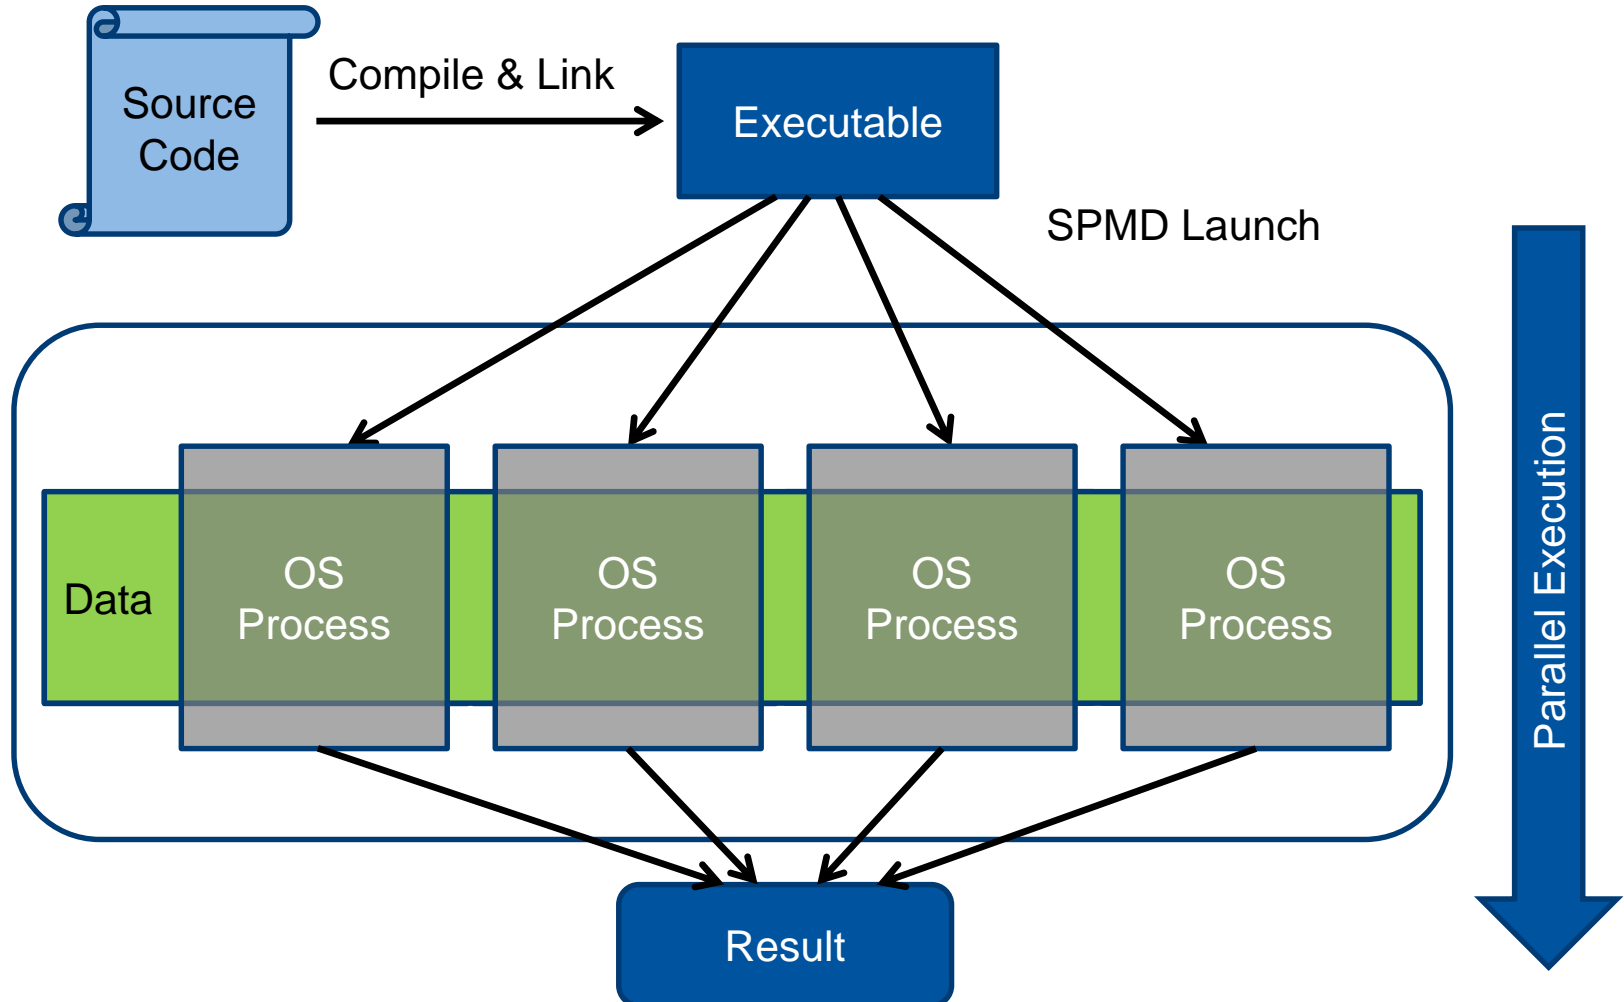 Source
Code
Compile & Link
Executable
SPMD Launch
Data
OS
Process
OS
Process
OS
Process
OS
Process
Parallel Execution
Result